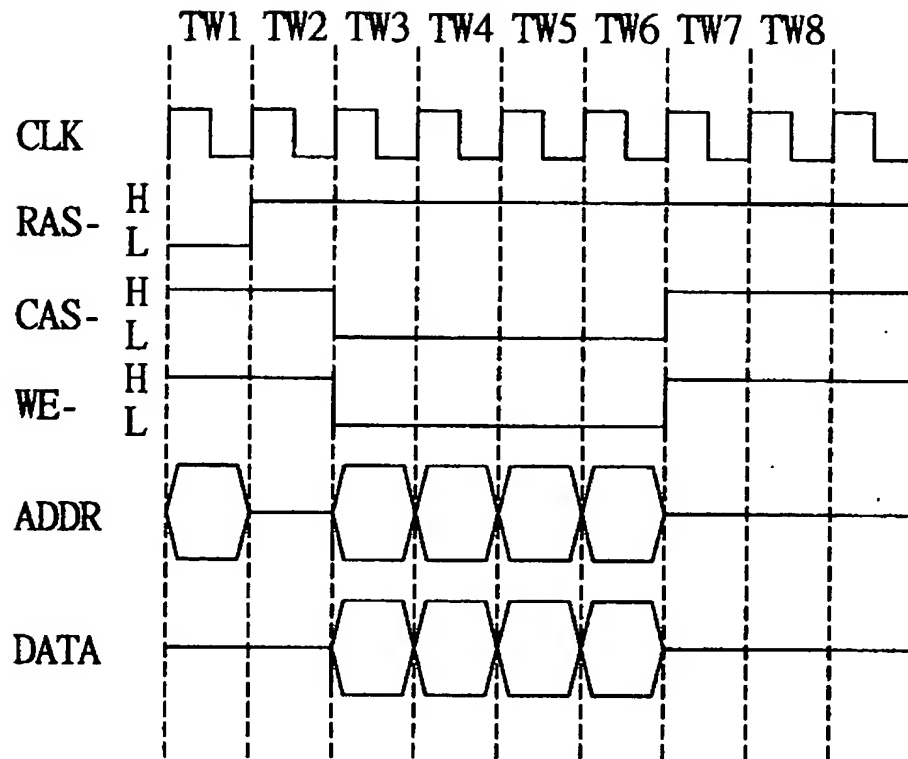 TW1 TW2 TW3 TW4 TW5 TW6 TW7 TW8
CLK
RAS- H
L
CAS- H
L
WE- H
L
ADDR
DATA